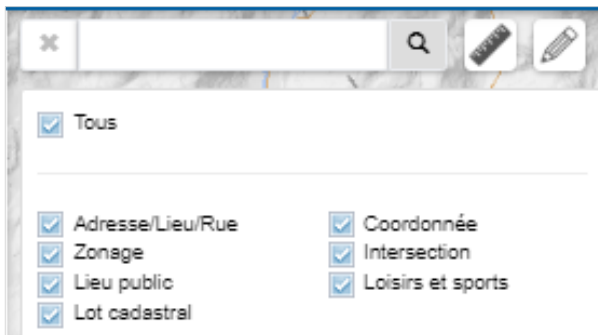 Tous
Adresse/Lieu/Rue
Coordonnée
Zonage
Intersection
Lieu public
Loisirs et sports
Lot cadastral